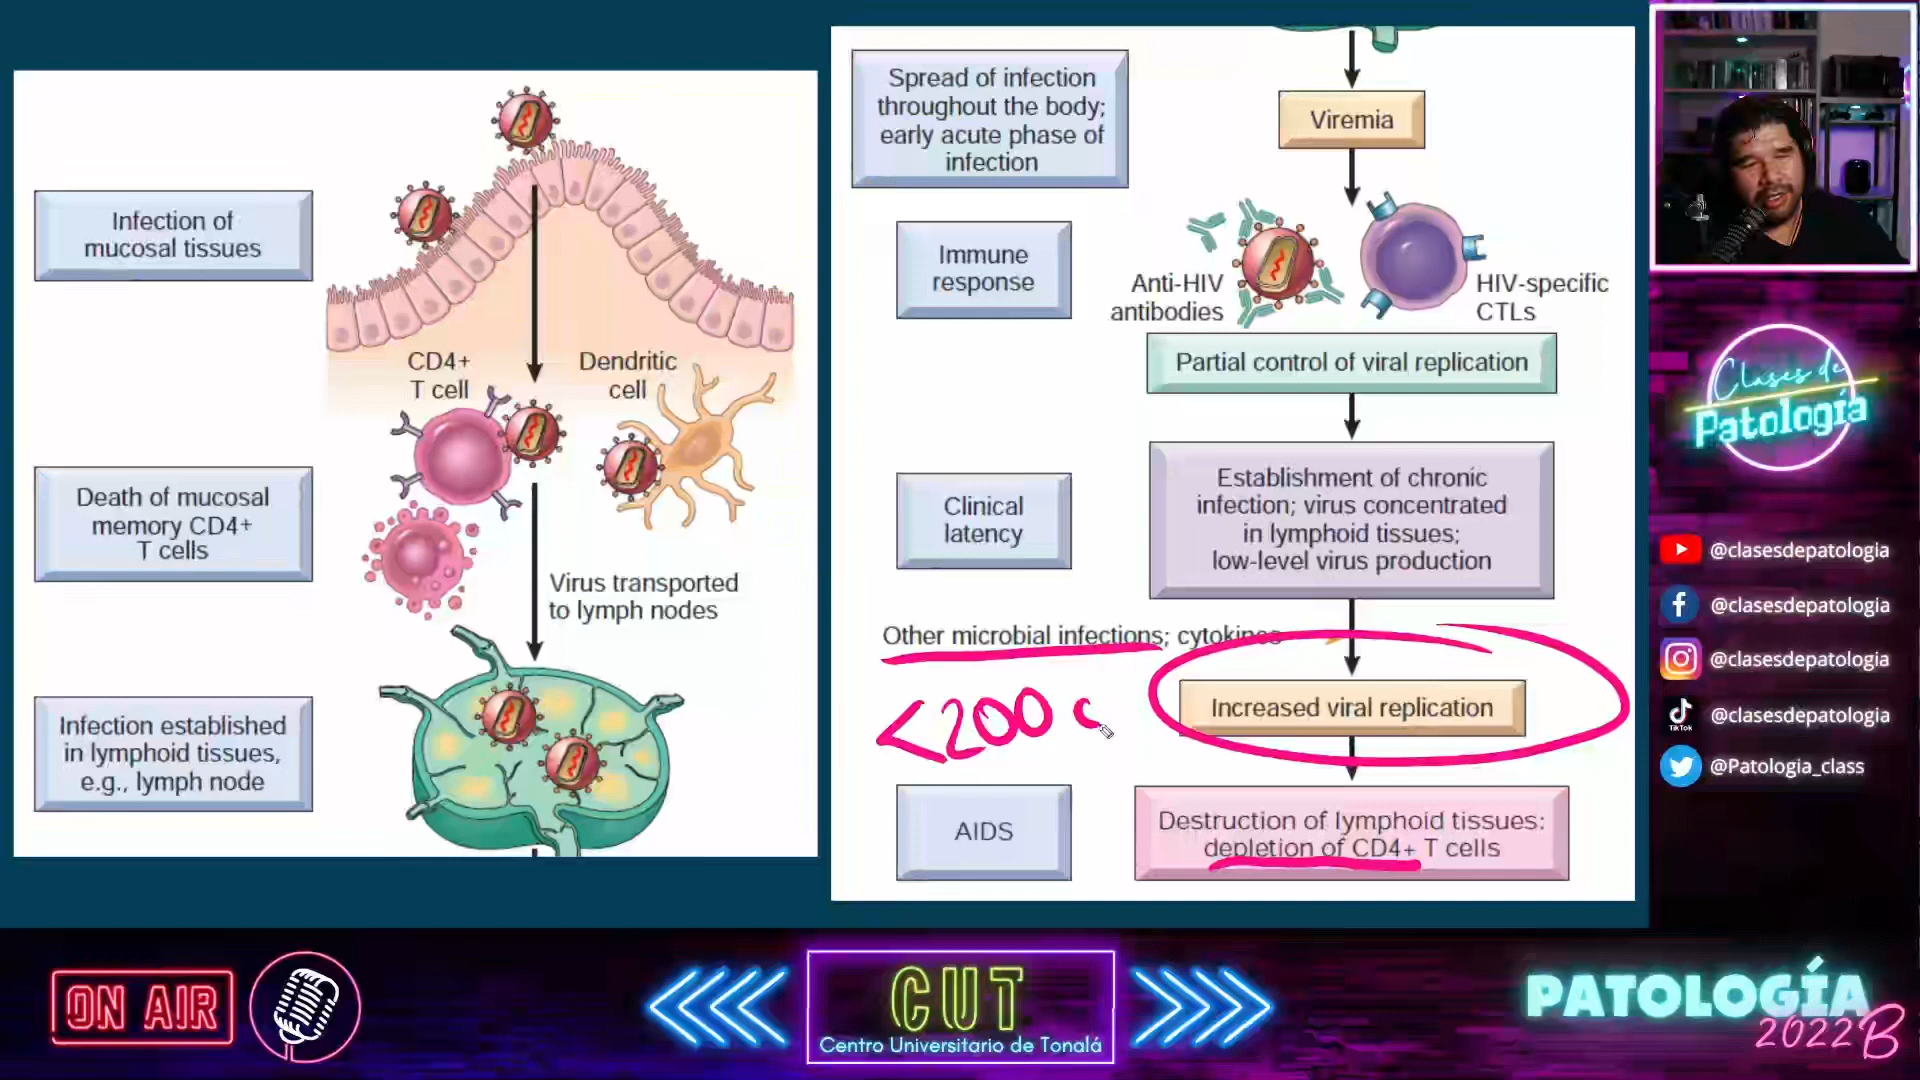 Infection of
mucosal tissues
CD4+
T cell
Dendritic
cell
Death of mucosal
memory CD4+
T cells
Virus transported
to lymph nodes
Infection established
in lymphoid tissues,
e.g., lymph node
Spread of infection
throughout the body;
early acute phase of
infection
Viremia
Immune
response
Anti-HIV
antibodies
HIV-specific
CTLs
Partial control of viral replication
Clinical
latency
Establishment of chronic
infection; virus concentrated
in lymphoid tissues;
low-level virus production
Other microbial infections; cytokines
<200 c
Increased viral replication
AIDS
Destruction of lymphoid tissues:
depletion of CD4+ T cells
Clases de
Patología
@clasesdepatologia
@clasesdepatologia
@clasesdepatologia
TikTok
@clasesdepatologia
@Patologia_class
ON AIR
CUT
Centro Universitario de Tonalá
PATOLOGÍA
2022B